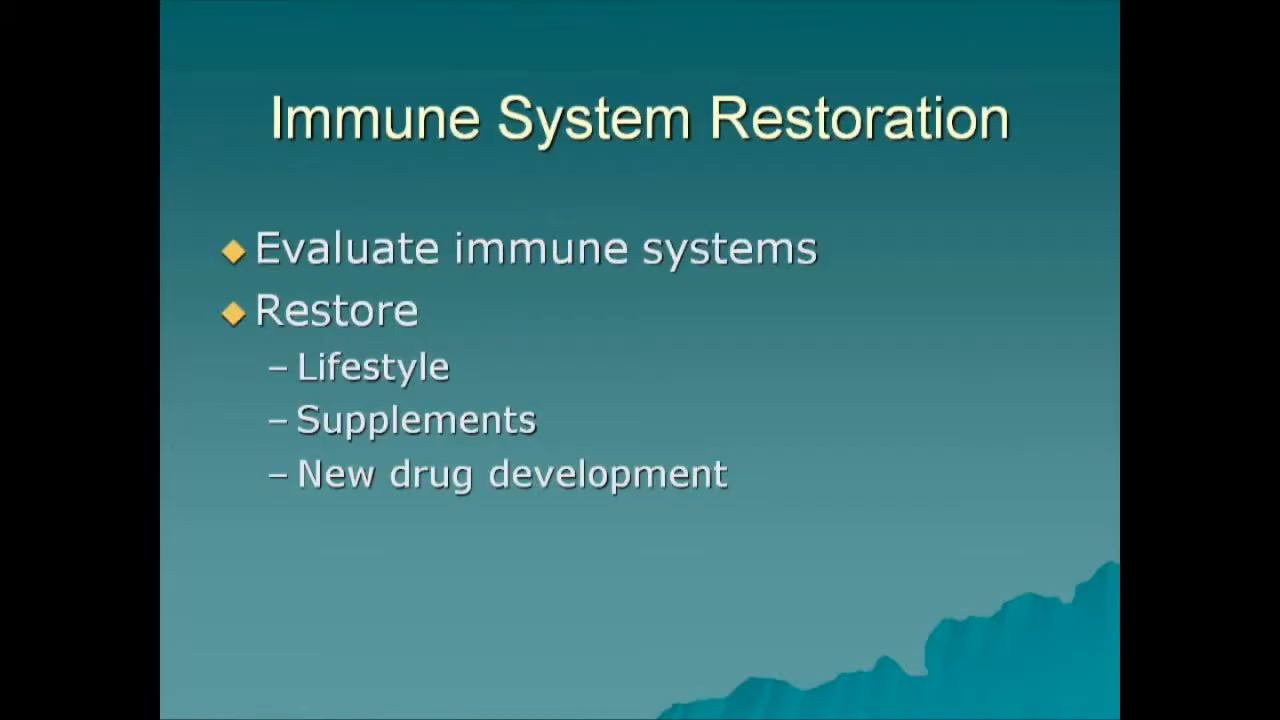 Immune System Restoration
Evaluate immune systems
Restore
– Lifestyle
– Supplements
– New drug development